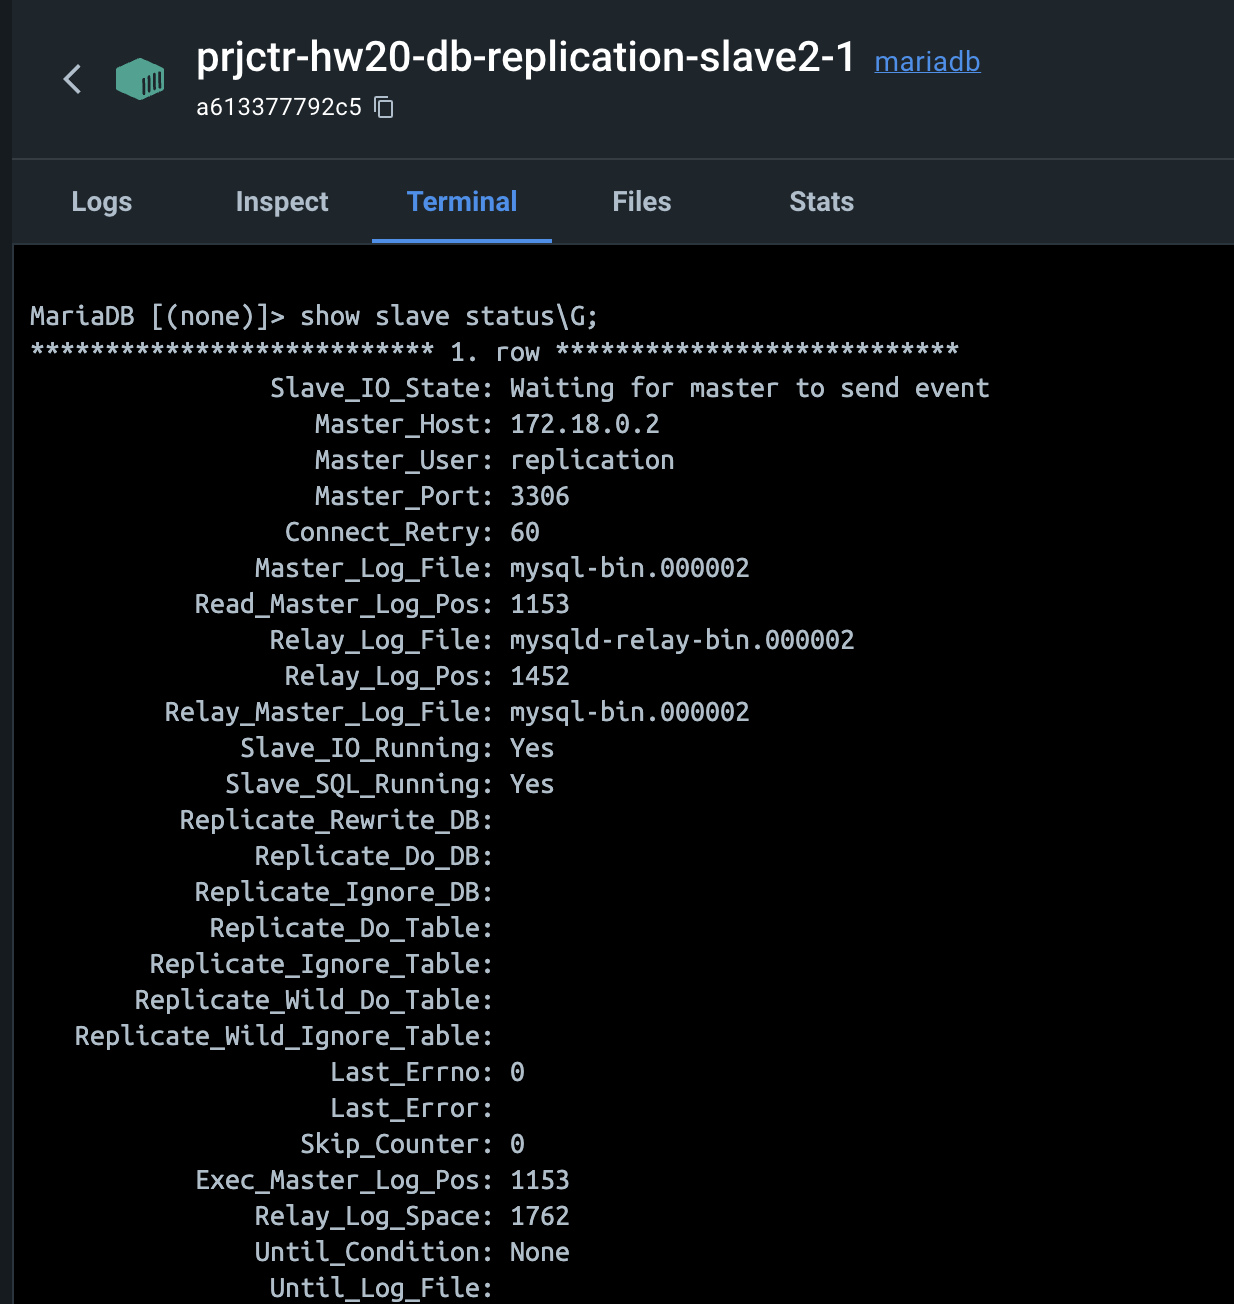 prjctr-hw20-db-replication-slave2-1 mariadb
a613377792c5
Logs Inspect Terminal Files Stats
MariaDB [(none)]> show slave status\G;
*************************** 1. row ***************************
Slave_IO_State: Waiting for master to send event
Master_Host: 172.18.0.2
Master_User: replication
Master_Port: 3306
Connect_Retry: 60
Master_Log_File: mysql-bin.000002
Read_Master_Log_Pos: 1153
Relay_Log_File: mysqld-relay-bin.000002
Relay_Log_Pos: 1452
Relay_Master_Log_File: mysql-bin.000002
Slave_IO_Running: Yes
Slave_SQL_Running: Yes
Replicate_Rewrite_DB:
Replicate_Do_DB:
Replicate_Ignore_DB:
Replicate_Do_Table:
Replicate_Ignore_Table:
Replicate_Wild_Do_Table:
Replicate_Wild_Ignore_Table:
Last_Errno: 0
Last_Error:
Skip_Counter: 0
Exec_Master_Log_Pos: 1153
Relay_Log_Space: 1762
Until_Condition: None
Until_Log_File: